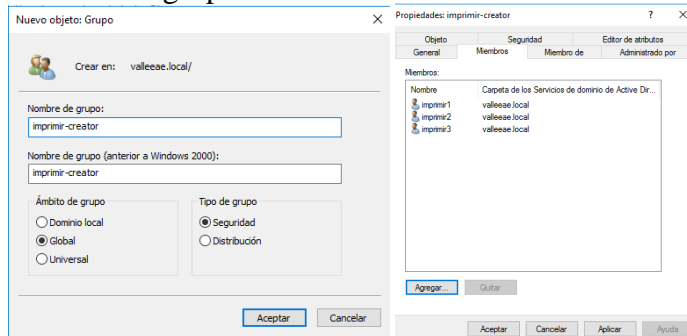 Nuevo objeto: Grupo
Crear en: valleeae.local/
Nombre de grupo:
imprimir-creator
Nombre de grupo (anterior a Windows 2000):
imprimir-creator
Ámbito de grupo
Dominio local
Global
Universal
Tipo de grupo
Seguridad
Distribución
Aceptar Cancelar
Propiedades: imprimir-creator ? 
Objeto Seguridad Editor de atributos
General Miembros Miembro de Administrado por
Miembros:
Nombre Carpeta de los Servicios de dominio de Active Dir...
imprimir1 valleeae.local
imprimir2 valleeae.local
imprimir3 valleeae.local
Agregar... Quitar
Aceptar Cancelar Aplicar Ayuda